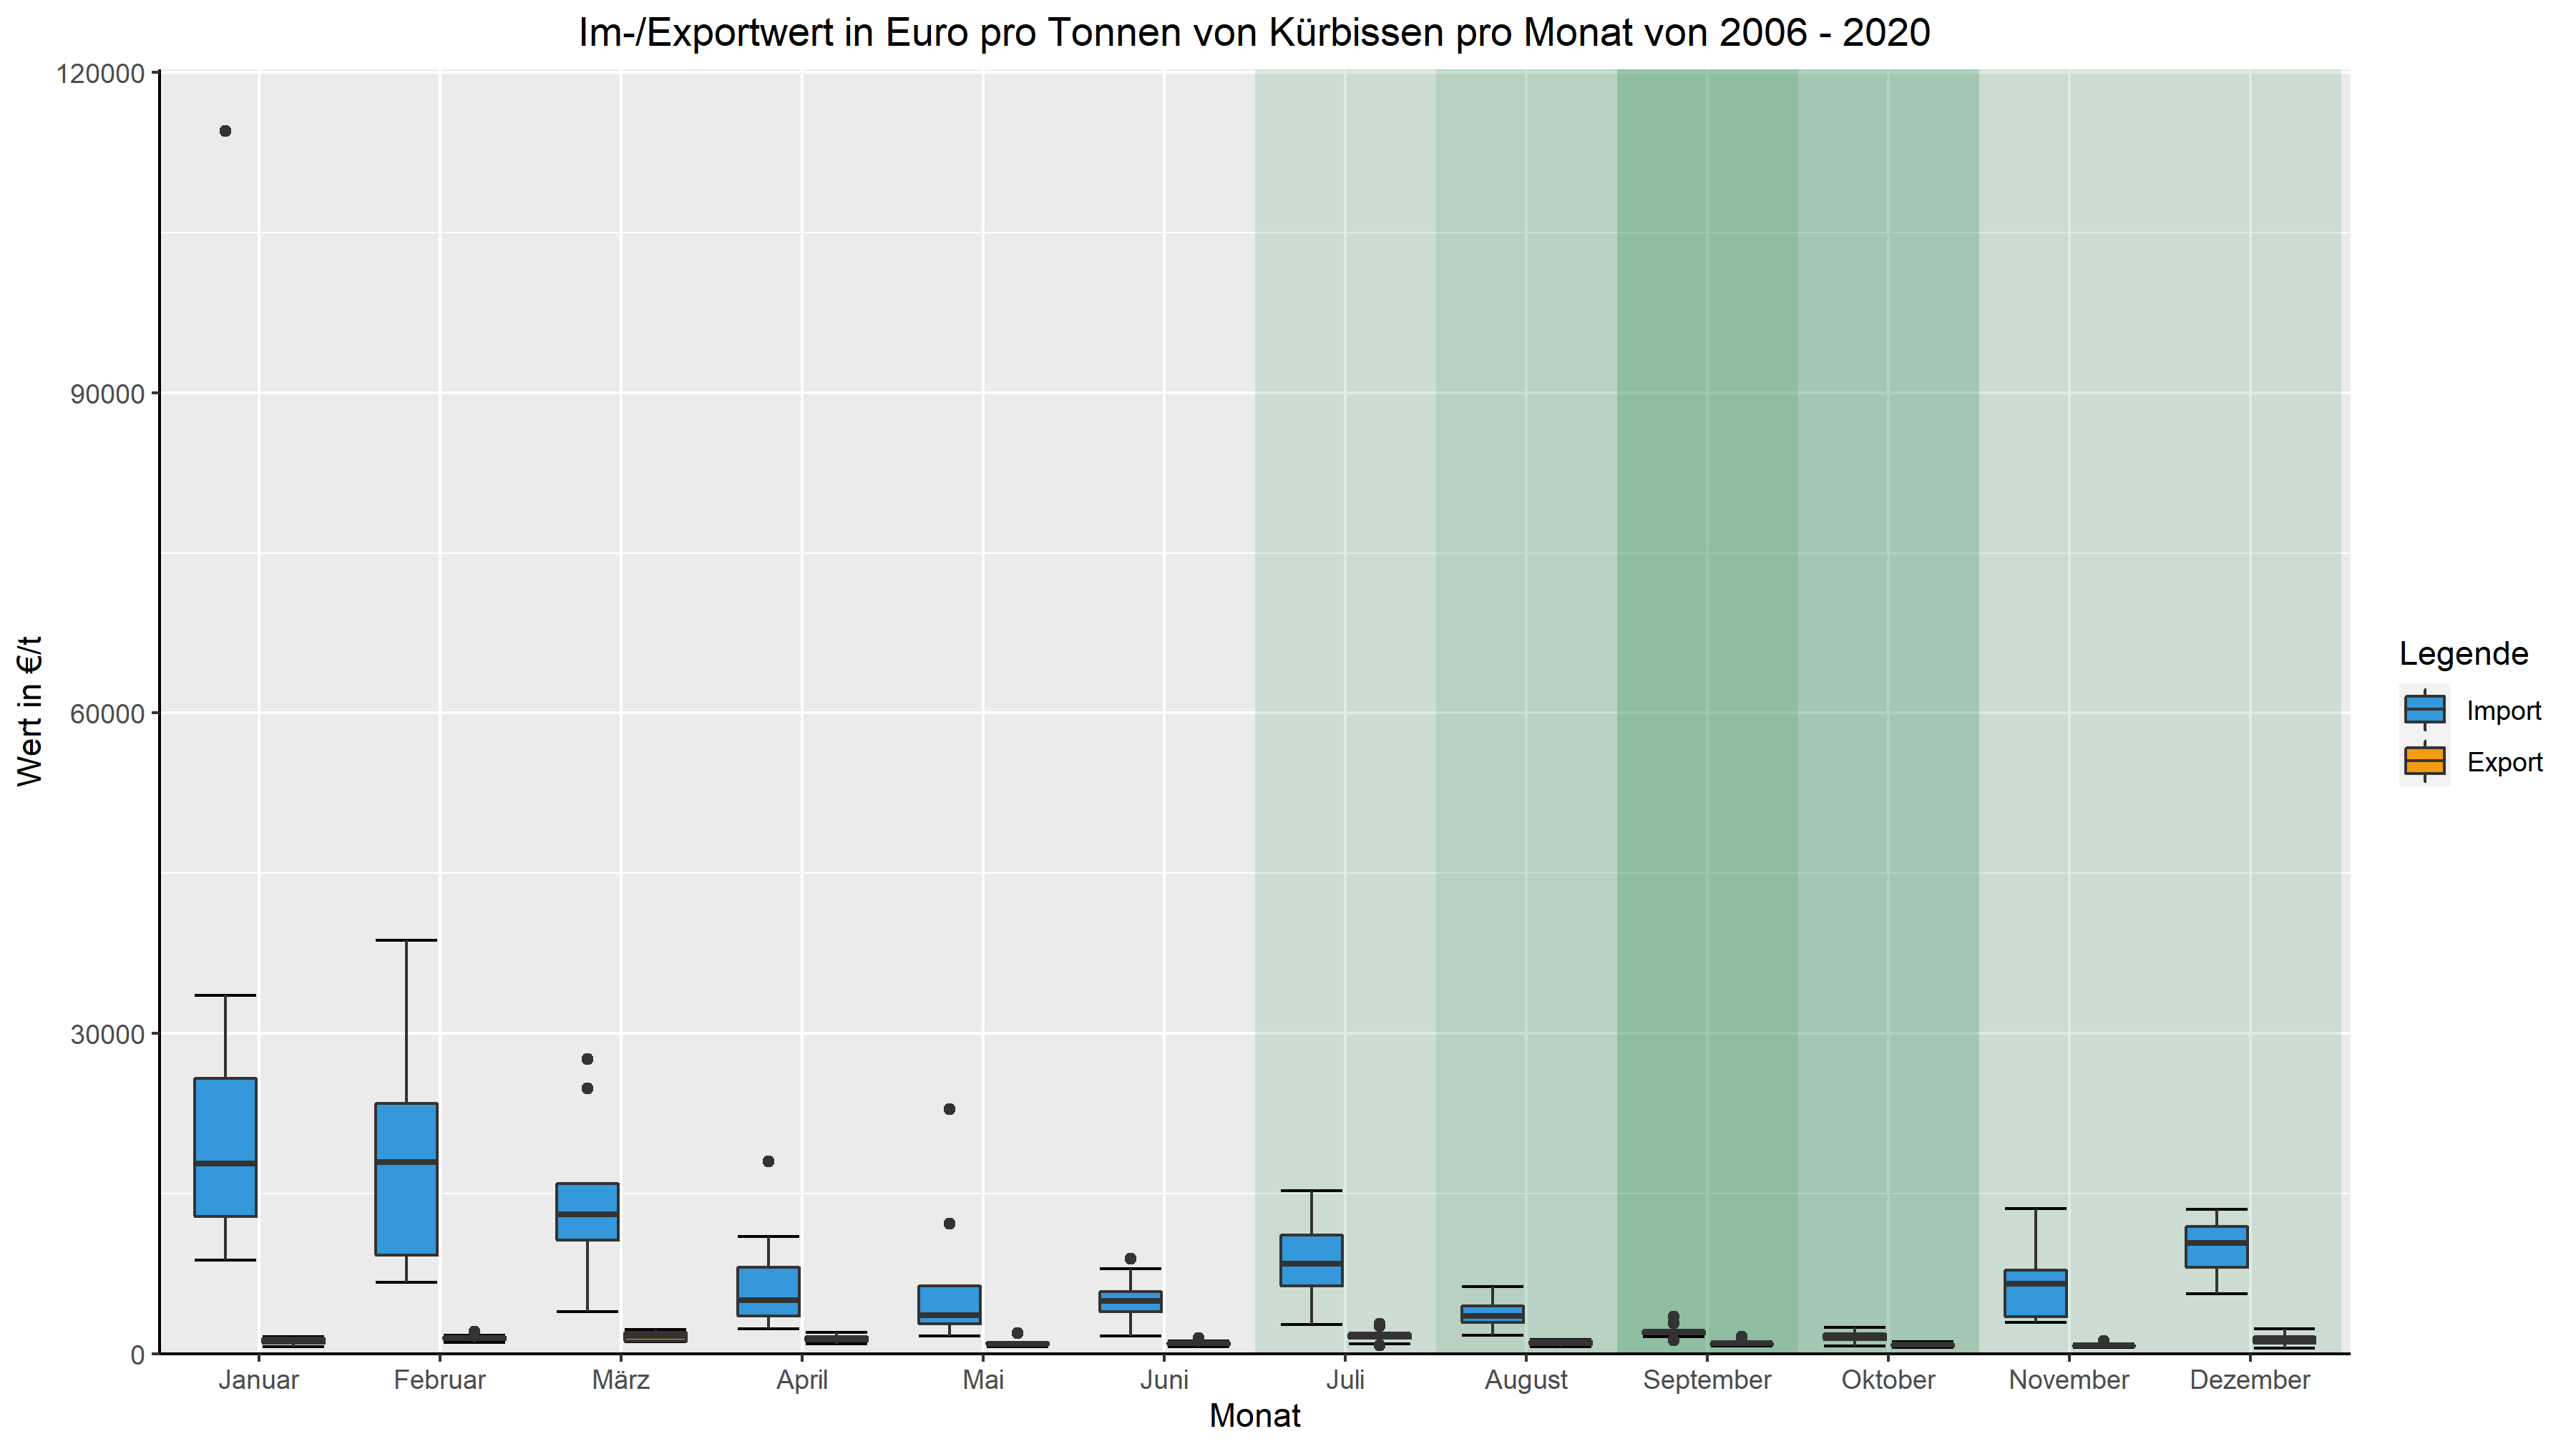 Im-/Exportwert in Euro pro Tonnen von Kürbissen pro Monat von 2006 - 2020
120000
90000
60000
30000
0
Wert in €/t
Januar Februar März April Mai Juni Juli August September Oktober November Dezember
Monat
Legende
Import
Export